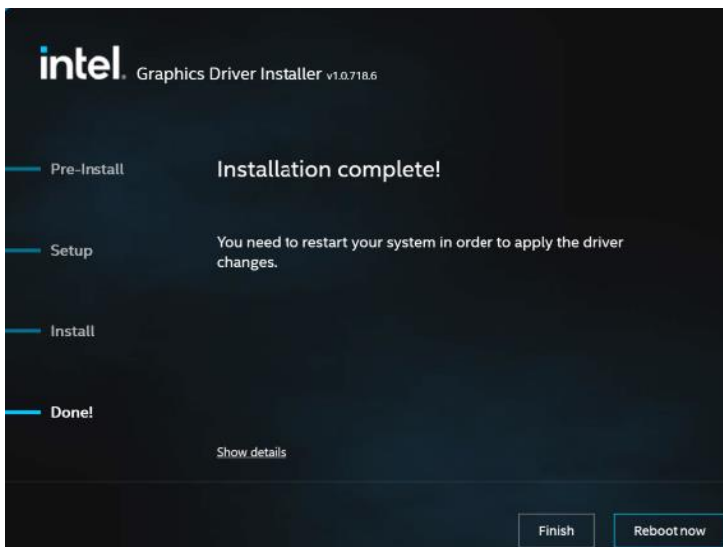 intel. Graphics Driver Installer v1.0.718.6
Pre-Install
Installation complete!
Setup
You need to restart your system in order to apply the driver
changes.
Install
Done!
Show details
Finish
Reboot now